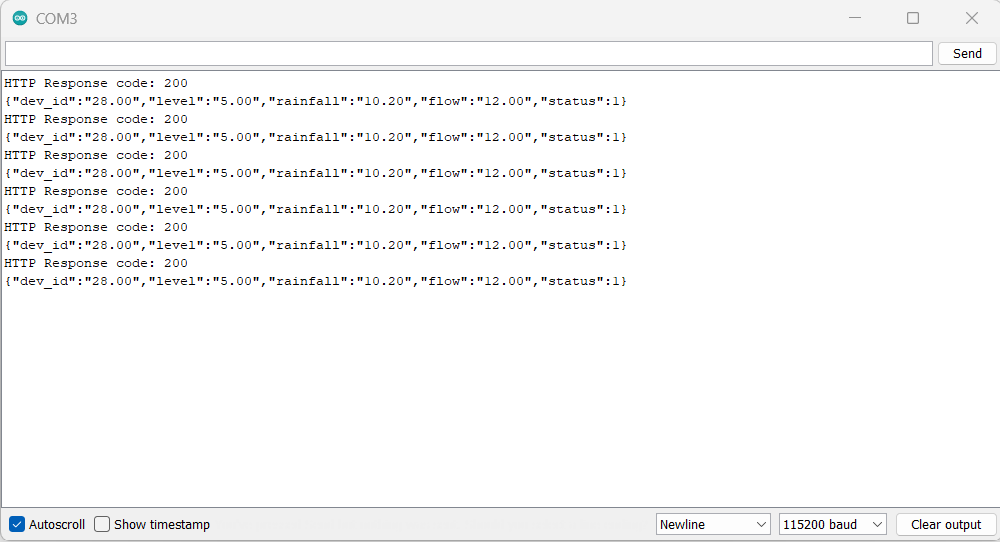 COM3
Send
HTTP Response code: 200
{"dev_id":"28.00","level":"5.00","rainfall":"10.20","flow":"12.00","status":1}
HTTP Response code: 200
{"dev_id":"28.00","level":"5.00","rainfall":"10.20","flow":"12.00","status":1}
HTTP Response code: 200
{"dev_id":"28.00","level":"5.00","rainfall":"10.20","flow":"12.00","status":1}
HTTP Response code: 200
{"dev_id":"28.00","level":"5.00","rainfall":"10.20","flow":"12.00","status":1}
HTTP Response code: 200
{"dev_id":"28.00","level":"5.00","rainfall":"10.20","flow":"12.00","status":1}
HTTP Response code: 200
{"dev_id":"28.00","level":"5.00","rainfall":"10.20","flow":"12.00","status":1}
Autoscroll Show timestamp Newline 115200 baud Clear output